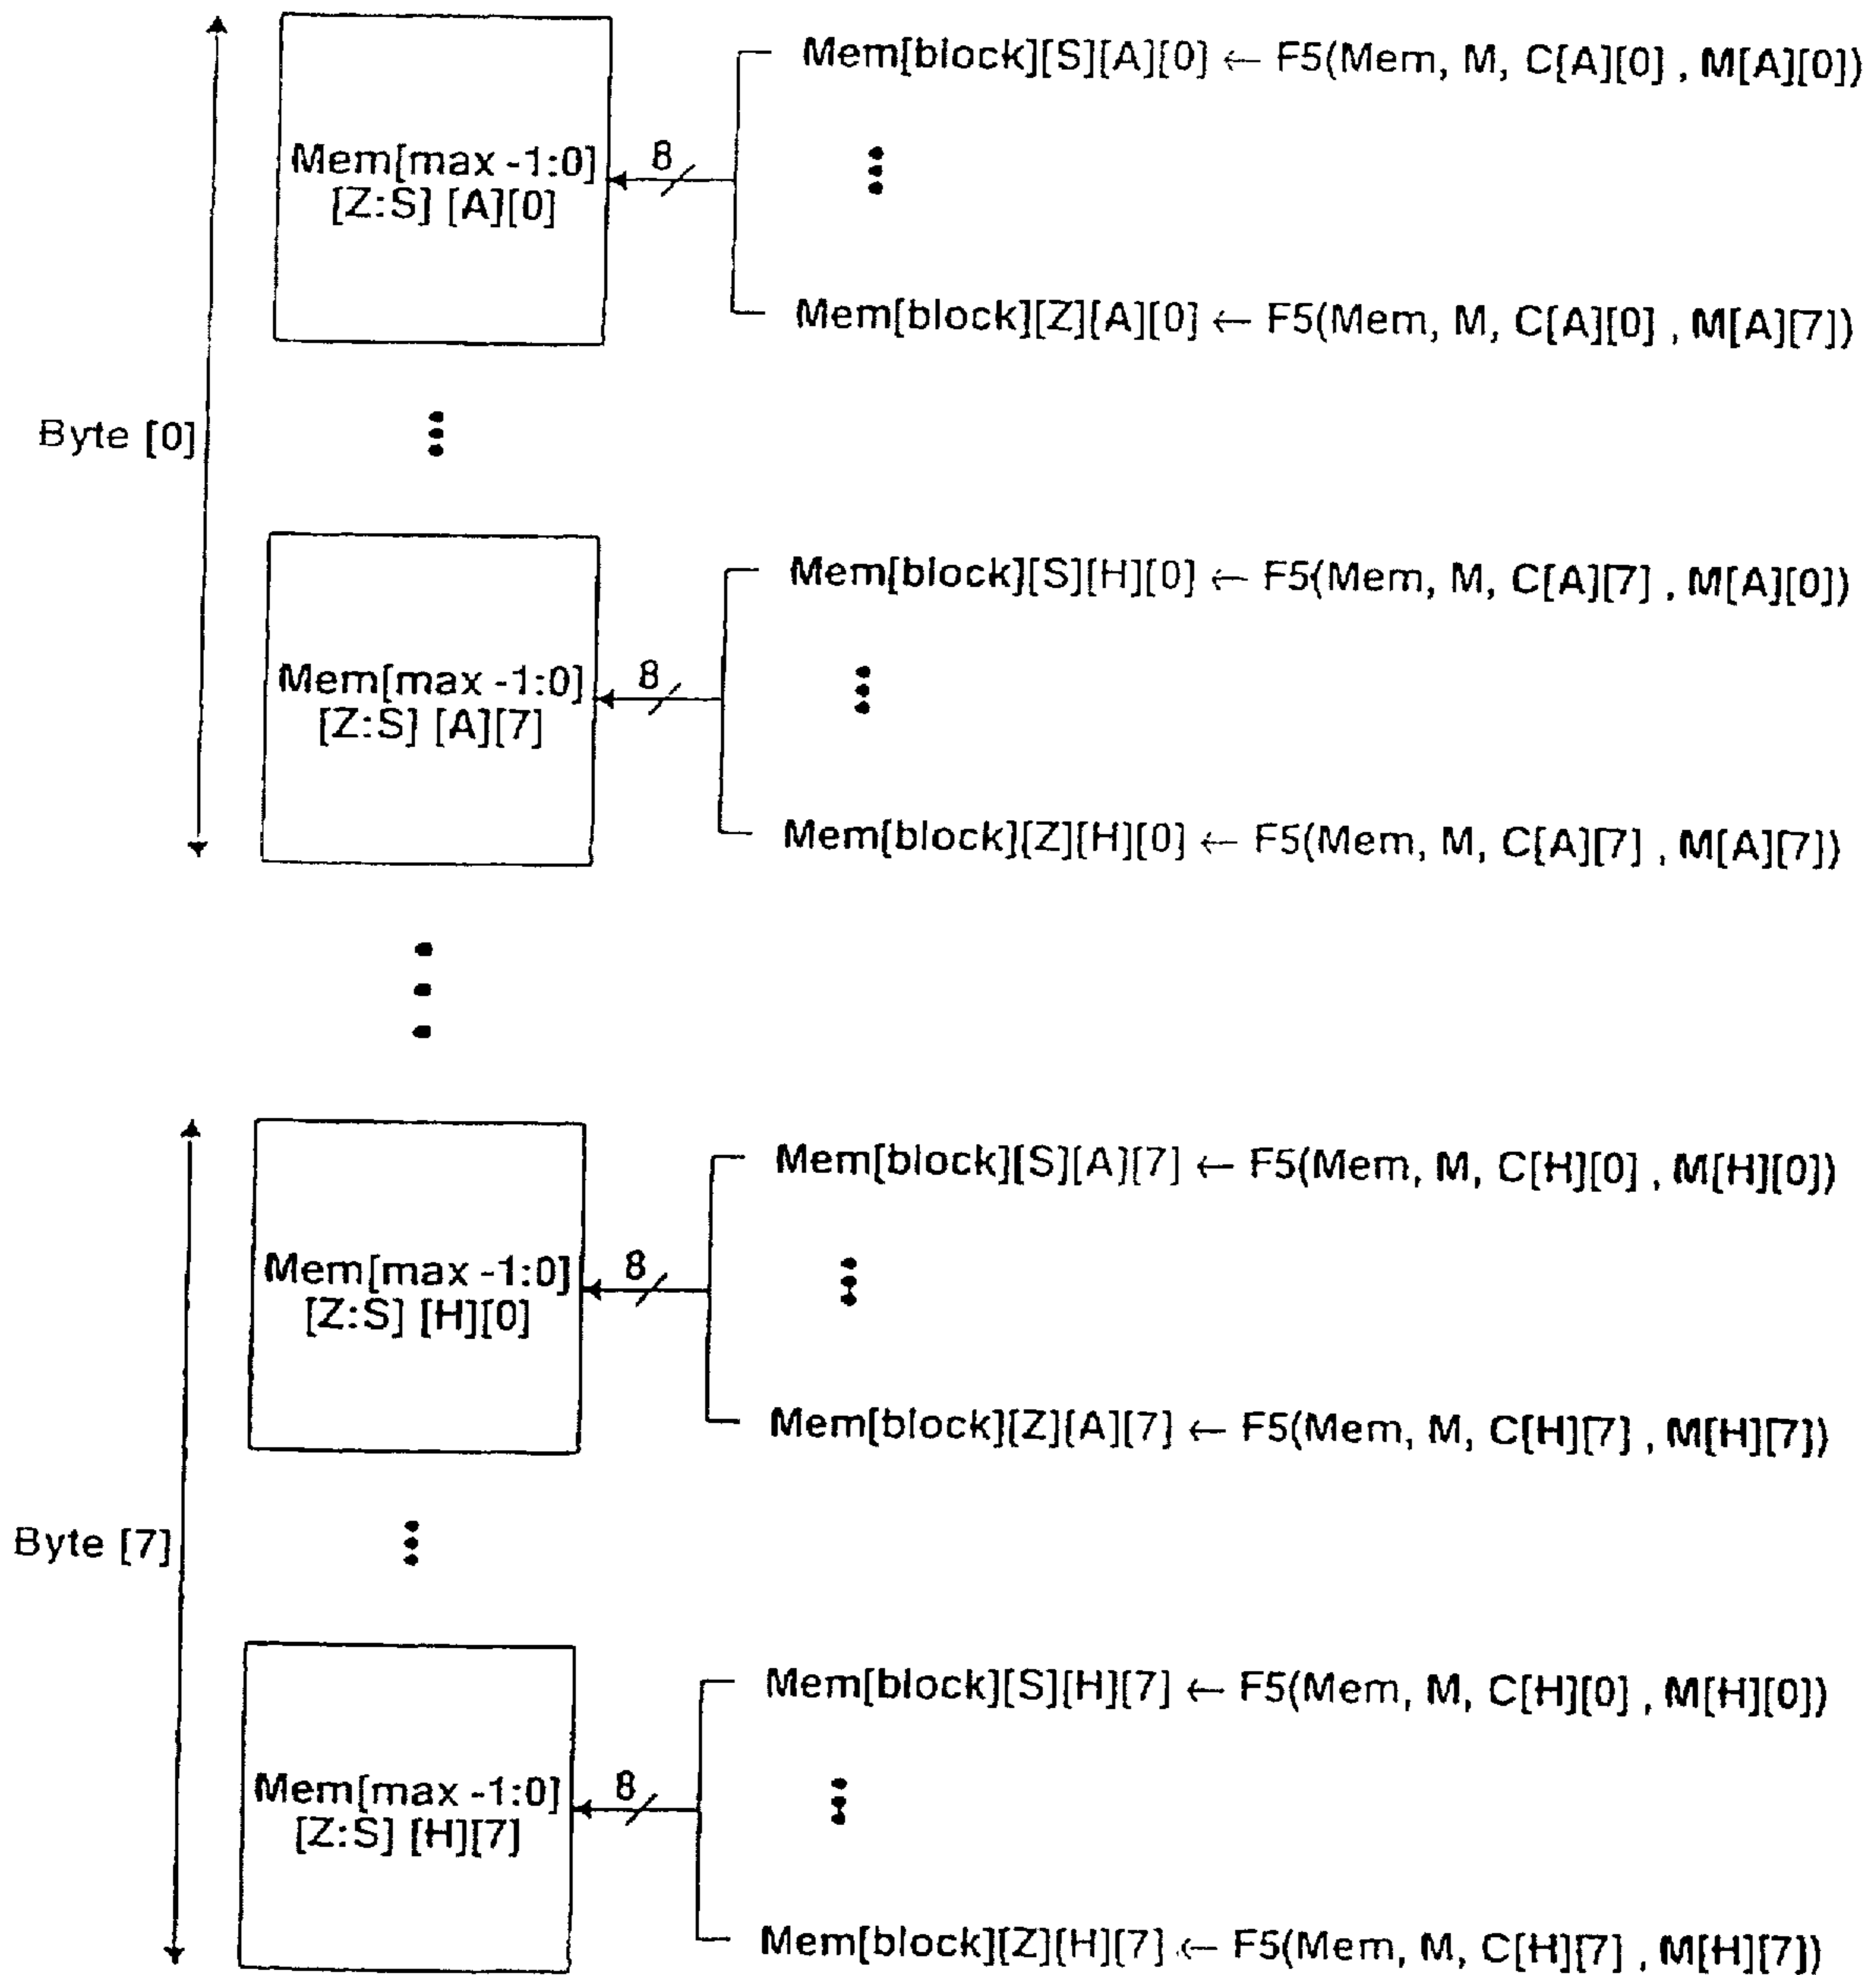 Mem[block][S][A][0] ← F5(Mem, M, C[A][0] , M[A][0])
Mem[max -1:0]
[Z:S] [A][0]
8
Mem[block][Z][A][0] ← F5(Mem, M, C[A][0] , M[A][7])
Byte [0]
Mem[block][S][H][0] ← F5(Mem, M, C[A][7] , M[A][0])
Mem[max -1:0]
[Z:S] [A][7]
8
Mem[block][Z][H][0] ← F5(Mem, M, C[A][7] , M[A][7])
Mem[block][S][A][7] ← F5(Mem, M, C[H][0] , M[H][0])
Mem[max -1:0]
[Z:S] [H][0]
8
Mem[block][Z][A][7] ← F5(Mem, M, C[H][7] , M[H][7])
Byte [7]
Mem[block][S][H][7] ← F5(Mem, M, C[H][0] , M[H][0])
Mem[max -1:0]
[Z:S] [H][7]
8
Mem[block][Z][H][7] ← F5(Mem, M, C[H][7] , M[H][7])